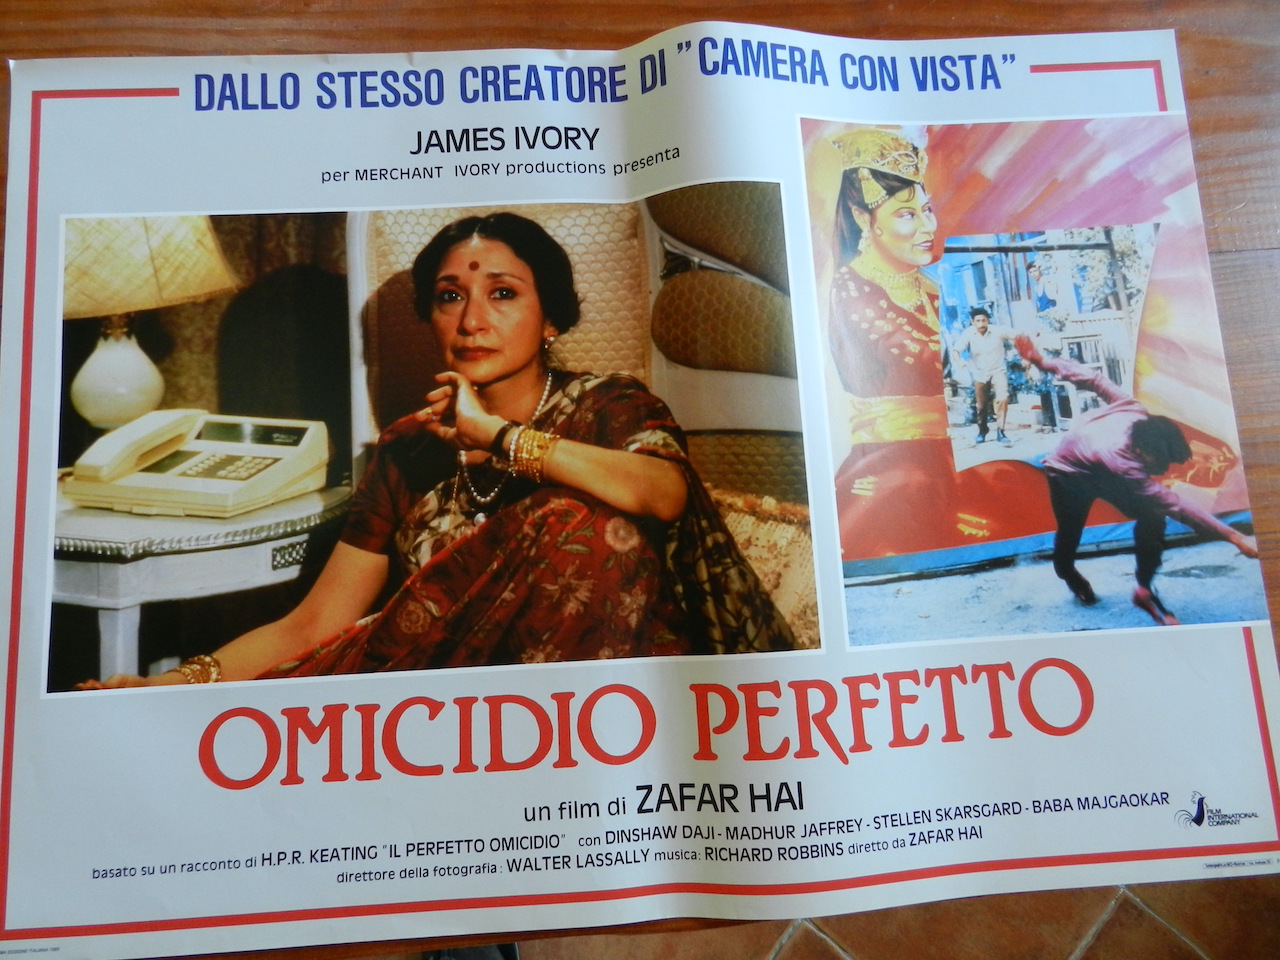 DALLO STESSO CREATORE DI "CAMERA CON VISTA"
JAMES IVORY
per MERCHANT IVORY productions presenta
OMICIDIO PERFETTO
un film di ZAFAR HAI
basato su un racconto di H.P.R. KEATING "IL PERFETTO OMICIDIO" con DINSHAW DAJI - MADHUR JAFFREY - STELLEN SKARSGARD - BABA MAJGAOKAR
direttore della fotografia: WALTER LASSALLY musica: RICHARD ROBBINS diretto da ZAFAR HAI
FILM
INTERNATIONAL
COMPANY